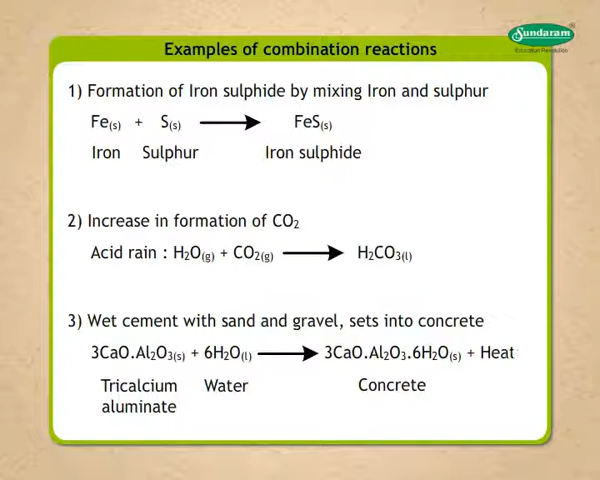 Sundaram®
Education Revolution
Examples of combination reactions
1) Formation of Iron sulphide by mixing Iron and sulphur
Fe(s) + S(s) ⟶ FeS(s)
Iron Sulphur Iron sulphide
2) Increase in formation of CO₂
Acid rain : H₂O(g) + CO₂(g) ⟶ H₂CO₃(l)
3) Wet cement with sand and gravel, sets into concrete
3CaO.Al₂O₃(s) + 6H₂O(l) ⟶ 3CaO.Al₂O₃.6H₂O(s) + Heat
Tricalcium Water Concrete
aluminate